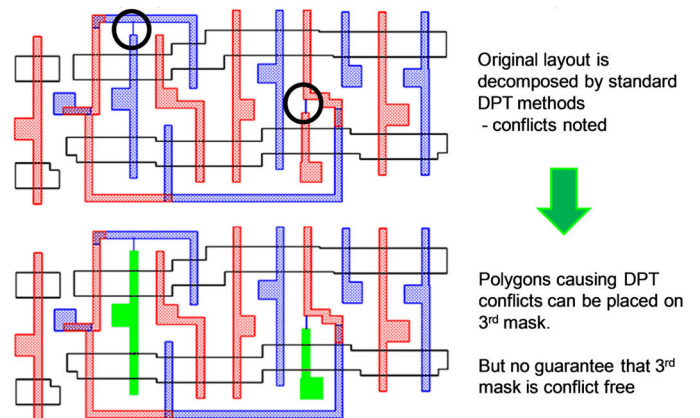 Original layout is
decomposed by standard
DPT methods
- conflicts noted
Polygons causing DPT
conflicts can be placed on
3rd mask.
But no guarantee that 3rd
mask is conflict free